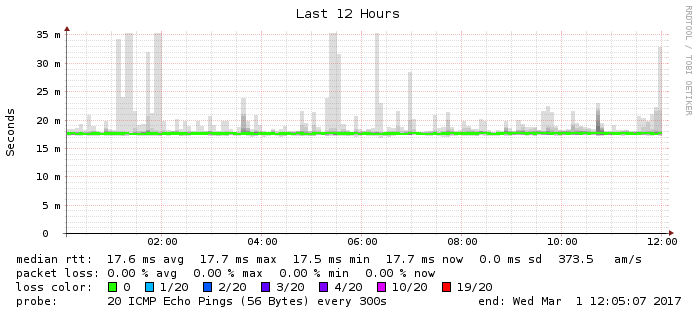 Last 12 Hours
RRDTOOL / TOBI OETIKER
Seconds
35 m
30 m
25 m
20 m
15 m
10 m
5 m
0
02:00 04:00 06:00 08:00 10:00 12:00
median rtt: 17.6 ms avg 17.7 ms max 17.5 ms min 17.7 ms now 0.0 ms sd 373.5 am/s
packet loss: 0.00 % avg 0.00 % max 0.00 % min 0.00 % now
loss color: 0 1/20 2/20 3/20 4/20 10/20 19/20
probe: 20 ICMP Echo Pings (56 Bytes) every 300s end: Wed Mar 1 12:05:07 2017